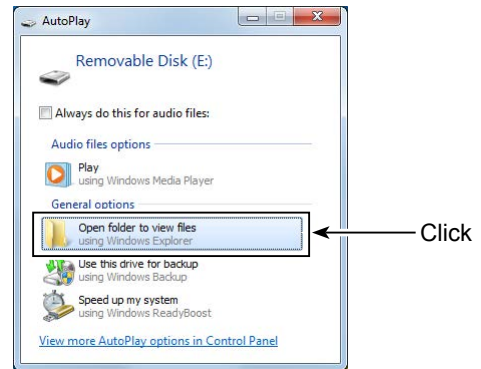 AutoPlay
Removable Disk (E:)
Always do this for audio files:
Audio files options
Play
using Windows Media Player
General options
Open folder to view files
using Windows Explorer
Click
Use this drive for backup
using Windows Backup
Speed up my system
using Windows ReadyBoost
View more AutoPlay options in Control Panel